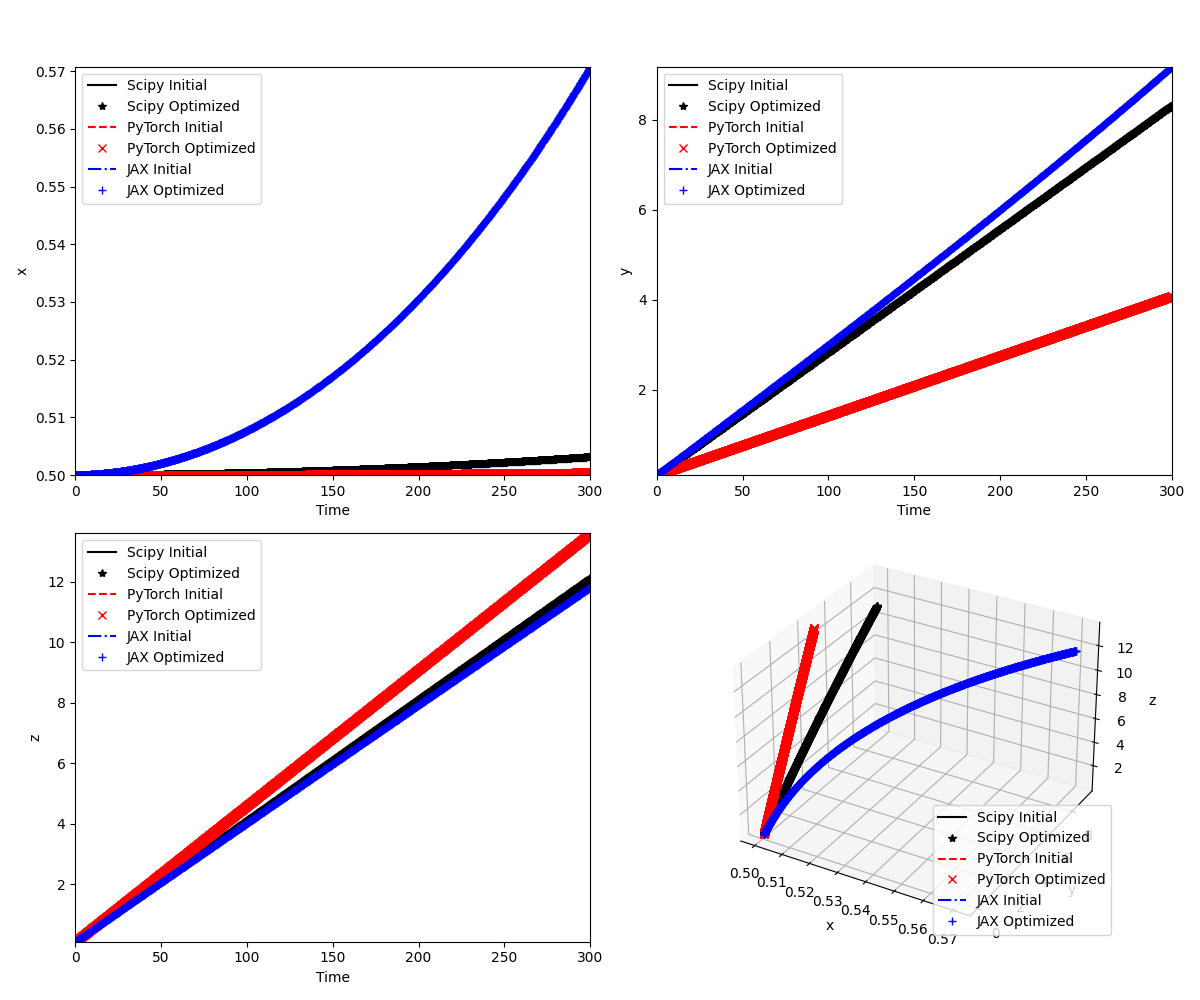 0.57
0.56
0.55
0.54
0.53
0.52
0.51
0.50
x
0 50 100 150 200 250 300
Time
Scipy Initial
Scipy Optimized
PyTorch Initial
PyTorch Optimized
JAX Initial
JAX Optimized
8
6
4
2
y
0 50 100 150 200 250 300
Time
Scipy Initial
Scipy Optimized
PyTorch Initial
PyTorch Optimized
JAX Initial
JAX Optimized
12
10
8
6
4
2
z
0 50 100 150 200 250 300
Time
Scipy Initial
Scipy Optimized
PyTorch Initial
PyTorch Optimized
JAX Initial
JAX Optimized
12
10
8
6
4
2
z
0.50
0.51
0.52
0.53
0.54
0.55
0.56
0.57
x
0
y
Scipy Initial
Scipy Optimized
PyTorch Initial
PyTorch Optimized
JAX Initial
JAX Optimized